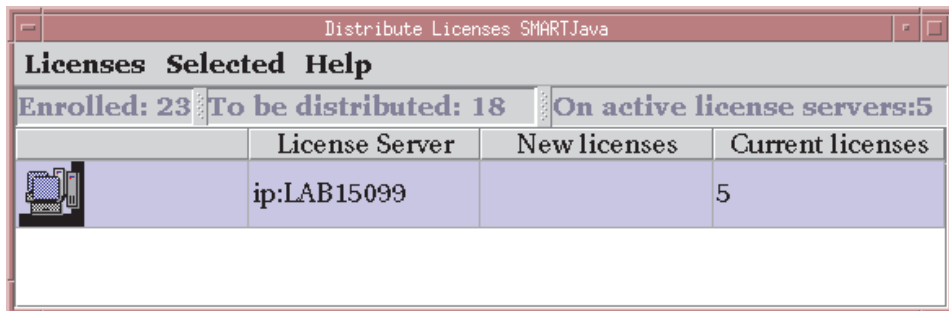 Distribute Licenses SMARTJava
Licenses Selected Help
Enrolled: 23 To be distributed: 18 On active license servers:5
License Server New licenses Current licenses
ip:LAB15099 5